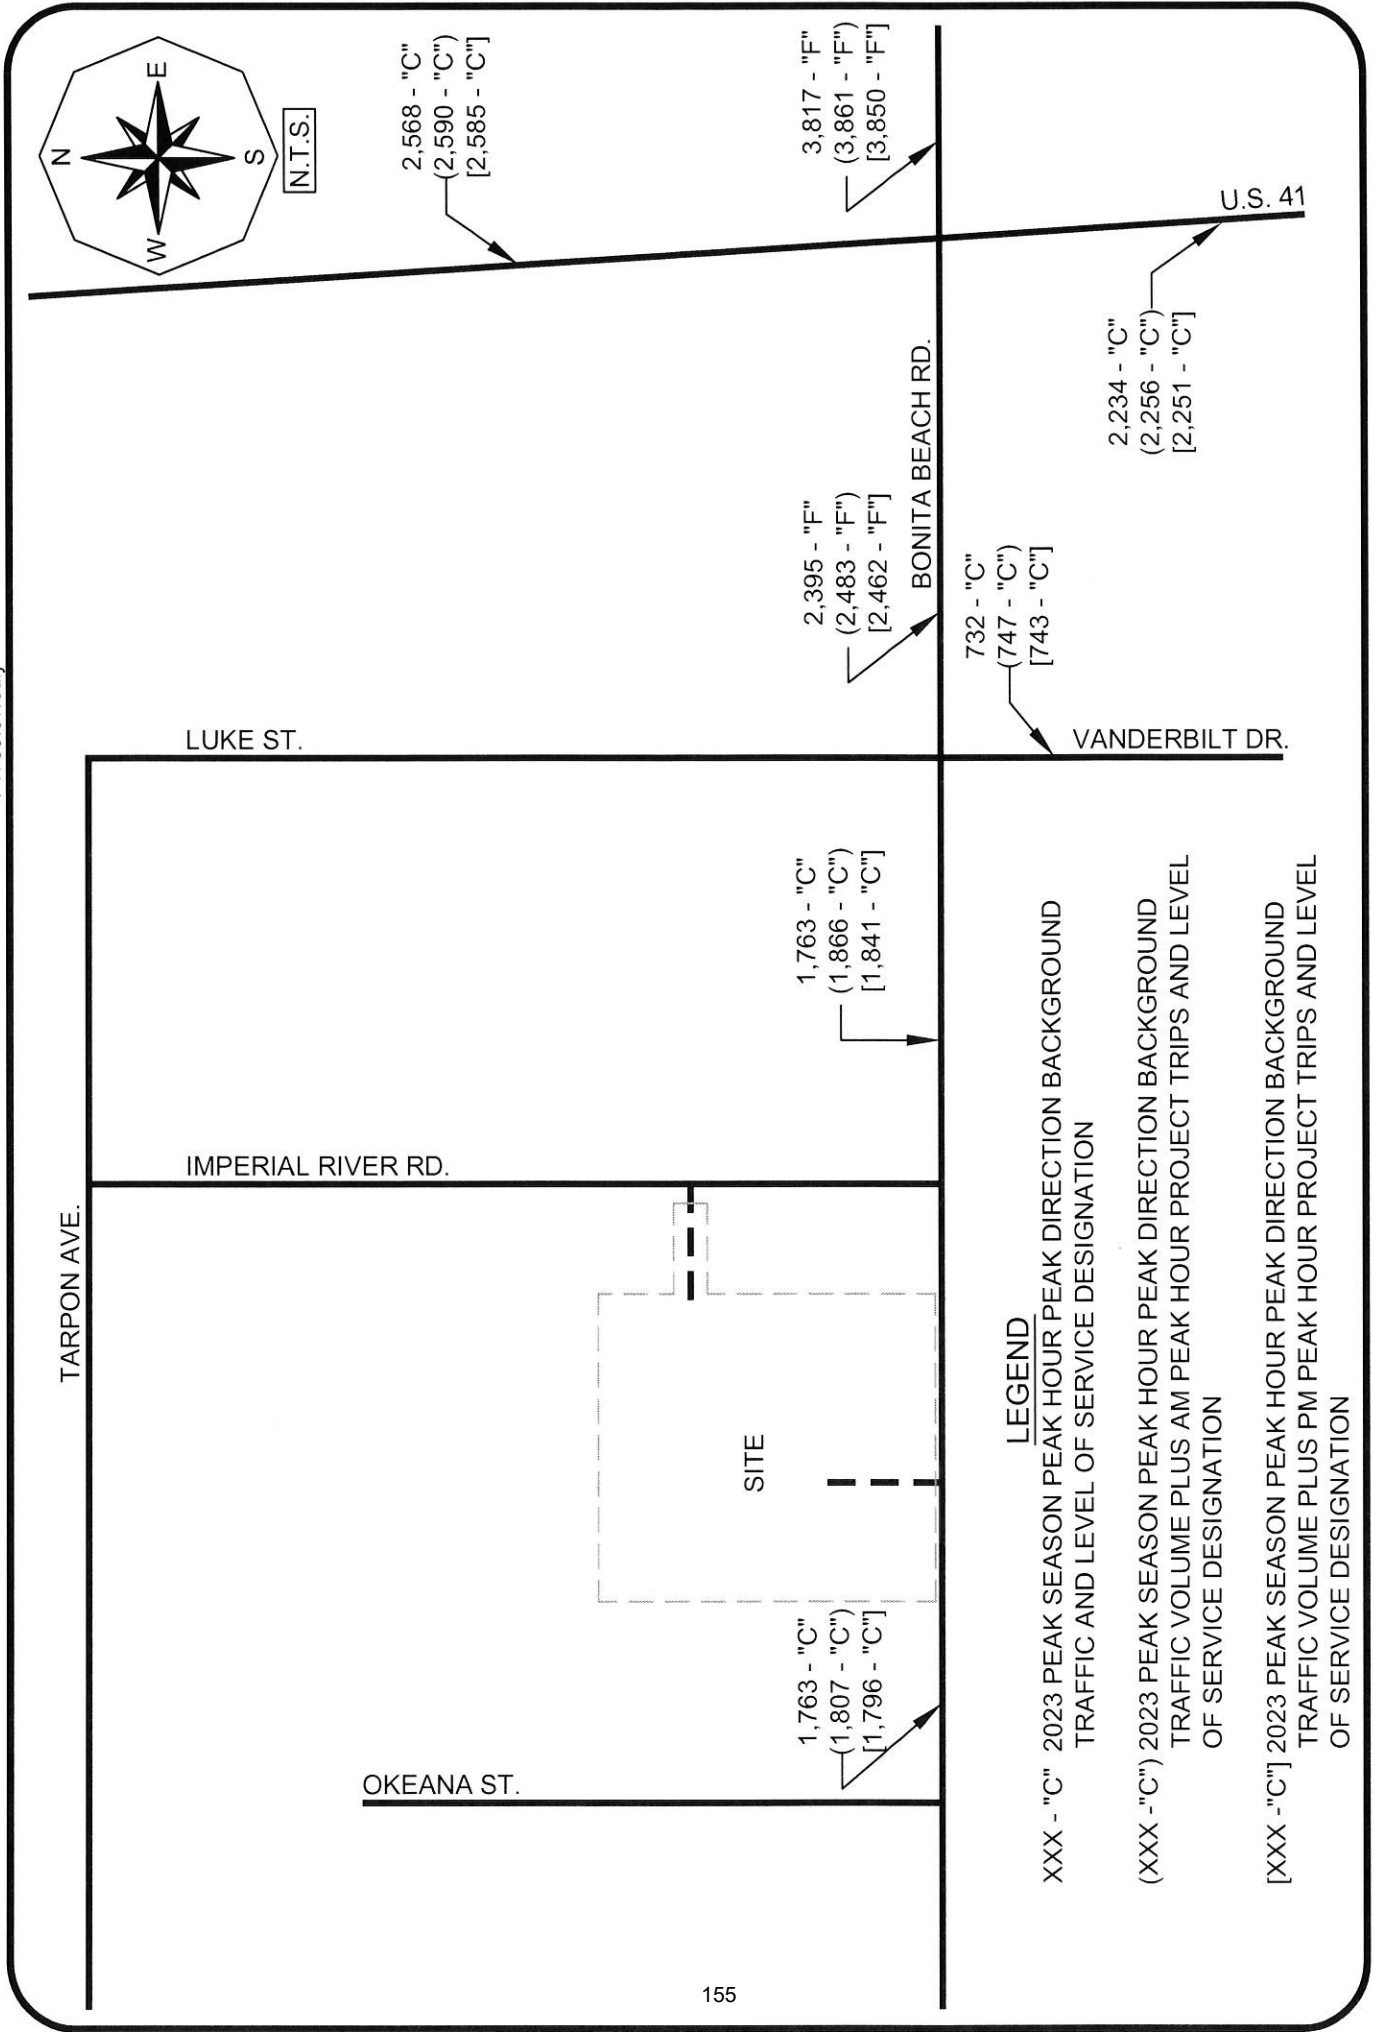 N
E
S
W
N.T.S.
2,568 - "C"
(2,590 - "C")
[2,585 - "C"]
3,817 - "F"
(3,861 - "F")
[3,850 - "F"]
U.S. 41
2,234 - "C"
(2,256 - "C")
[2,251 - "C"]
BONITA BEACH RD.
2,395 - "F"
(2,483 - "F")
[2,462 - "F"]
732 - "C"
(747 - "C")
[743 - "C"]
LUKE ST.
VANDERBILT DR.
1,763 - "C"
(1,866 - "C")
[1,841 - "C"]
IMPERIAL RIVER RD.
TARPON AVE.
SITE
1,763 - "C"
(1,807 - "C")
[1,796 - "C"]
OKEANA ST.
LEGEND
XXX - "C" 2023 PEAK SEASON PEAK HOUR PEAK DIRECTION BACKGROUND
TRAFFIC AND LEVEL OF SERVICE DESIGNATION
(XXX -"C") 2023 PEAK SEASON PEAK HOUR PEAK DIRECTION BACKGROUND
TRAFFIC VOLUME PLUS AM PEAK HOUR PROJECT TRIPS AND LEVEL
OF SERVICE DESIGNATION
[XXX -"C"] 2023 PEAK SEASON PEAK HOUR PEAK DIRECTION BACKGROUND
TRAFFIC VOLUME PLUS PM PEAK HOUR PROJECT TRIPS AND LEVEL
OF SERVICE DESIGNATION
155